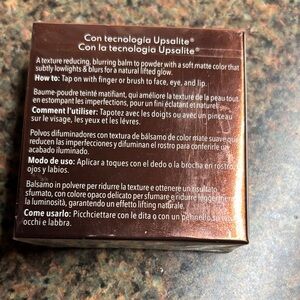 Con tecnologia Upsalite®
Con la tecnologia Upsalite®
A texture reducing, blurring balm to powder with a soft matte color that
subtly lowlights & blurs for a natural lifted glow.
How to: Tap on with finger or brush to face, eye, and lip.
Baume-poudre teinté matifiant, qui améliore la texture de la peau tout
en estompant les imperfections, pour un fini éclatant et naturel.
Comment l'utiliser: Tapotez avec les doigts ou avec un pinceau
sur le visage, les yeux et les lèvres.
Polvos difuminadores con textura de bálsamo de color mate suave que
reducen las imperfecciones y difuminan el rostro para conferirle un
acabado iluminado.
Modo de uso: Aplicar a toques con el dedo o la brocha en rostro,
ojos y labios.
Balsamo in polvere per ridurre la texture e ottenere un risultato
sfumato, con colore opaco delicato per sfumare e ridurre leggermente
la luminosità, garantendo un effetto lifting naturale.
Come usarlo: Picchiettare con le dita o con un pennello su viso,
occhi e labbra.